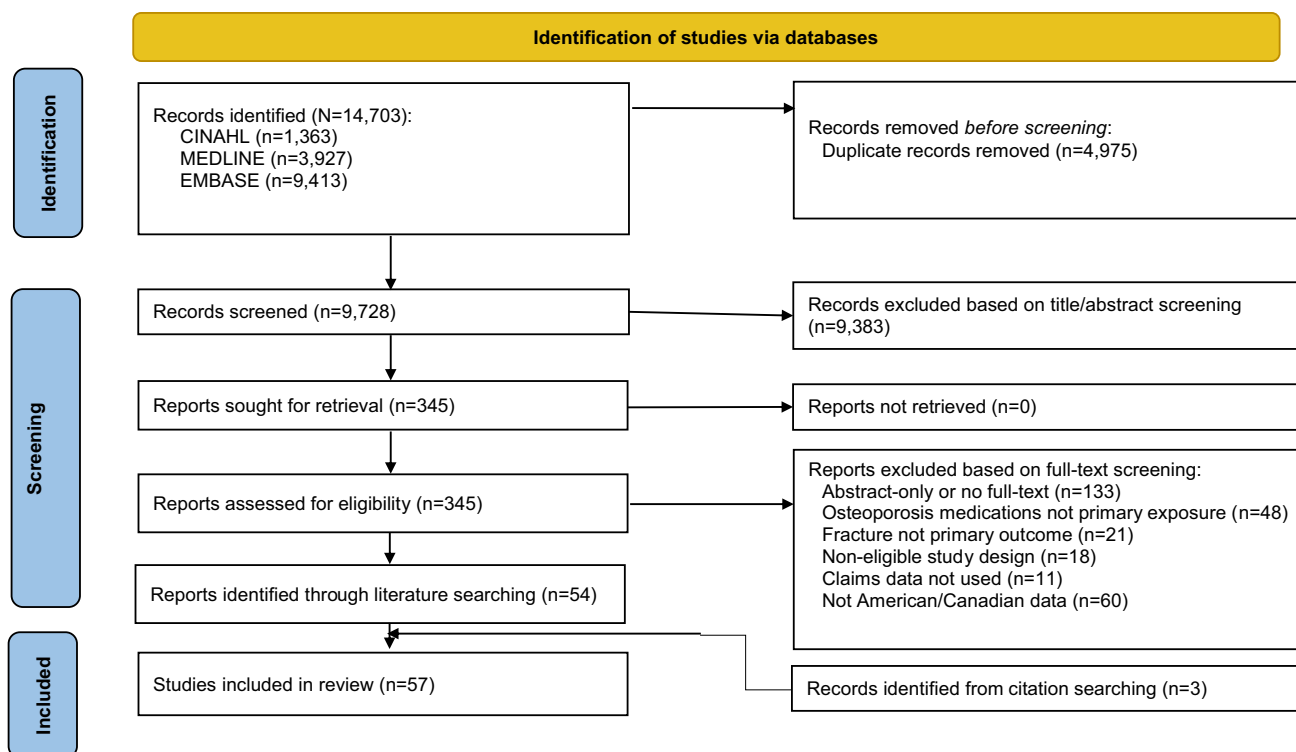 Identification of studies via databases
Identification
Records identified (N=14,703):
CINAHL (n=1,363)
MEDLINE (n=3,927)
EMBASE (n=9,413)
Records removed before screening:
Duplicate records removed (n=4,975)
Screening
Records screened (n=9,728)
Records excluded based on title/abstract screening
(n=9,383)
Reports sought for retrieval (n=345)
Reports not retrieved (n=0)
Reports assessed for eligibility (n=345)
Reports excluded based on full-text screening:
Abstract-only or no full-text (n=133)
Osteoporosis medications not primary exposure (n=48)
Fracture not primary outcome (n=21)
Non-eligible study design (n=18)
Claims data not used (n=11)
Not American/Canadian data (n=60)
Reports identified through literature searching (n=54)
Included
Studies included in review (n=57)
Records identified from citation searching (n=3)